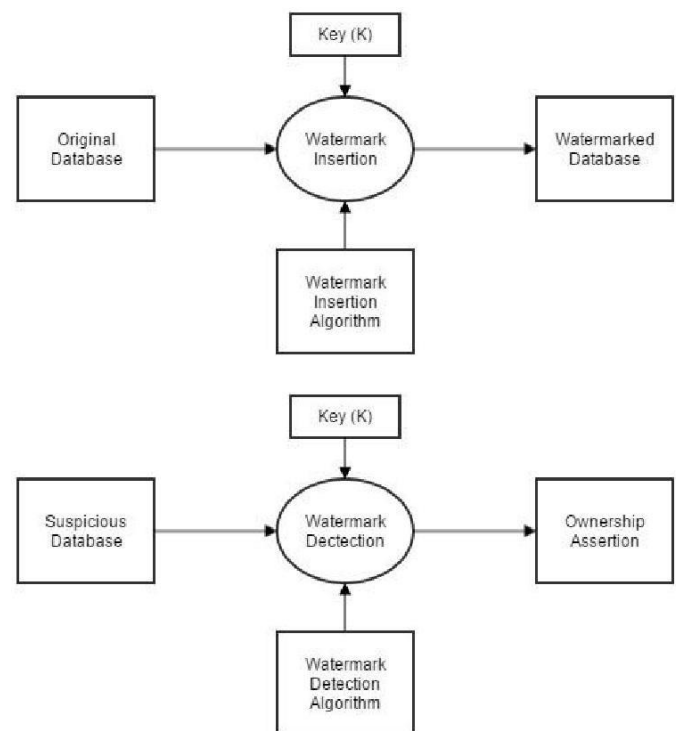 Key (K)
Original
Database
Watermark
Insertion
Watermarked
Database
Watermark
Insertion
Algorithm
Key (K)
Suspicious
Database
Watermark
Dectection
Ownership
Assertion
Watermark
Detection
Algorithm